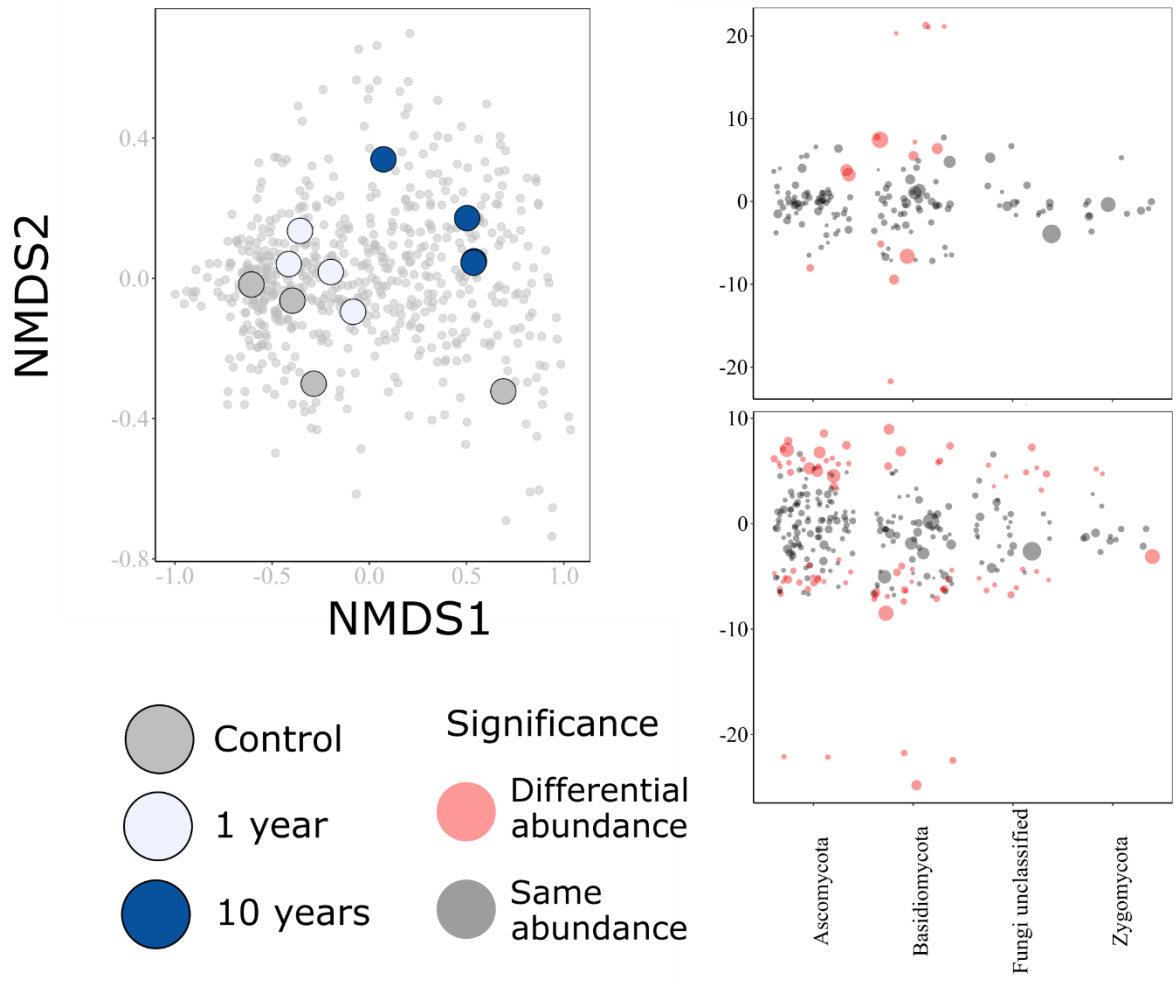 NMDS2
0.4
0.0
-0.4
-0.8
-1.0
-0.5
0.0
0.5
1.0
NMDS1
20
10
0
-10
-20
10
0
-10
-20
Ascomycota
Basidiomycota
Fungi unclassified
Zygomycota
Control
1 year
10 years
Significance
Differential
abundance
Same
abundance